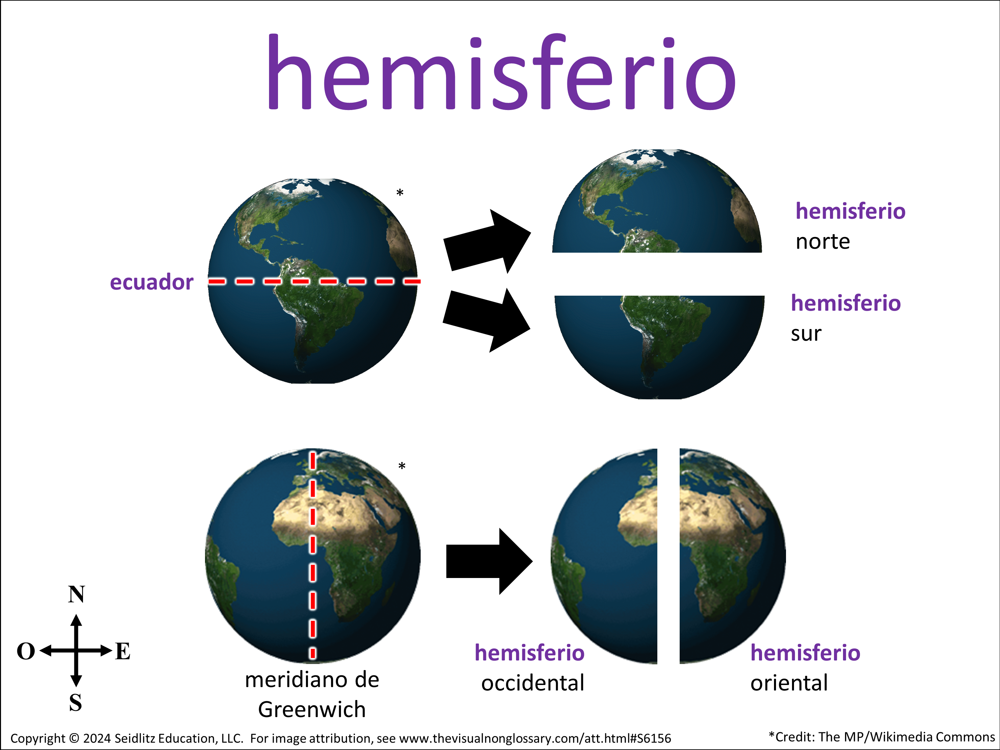 hemisferio
*
hemisferio
norte
ecuador
hemisferio
sur
*
N
O E
S
meridiano de
Greenwich
hemisferio
occidental
hemisferio
oriental
Copyright © 2024 Seidlitz Education, LLC.  For image attribution, see www.thevisualnonglossary.com/att.html#S6156
*Credit: The MP/Wikimedia Commons